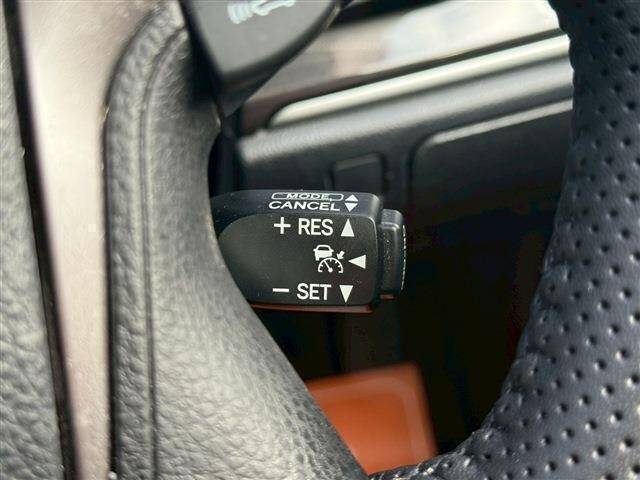 MODE
CANCEL
+ RES
- SET